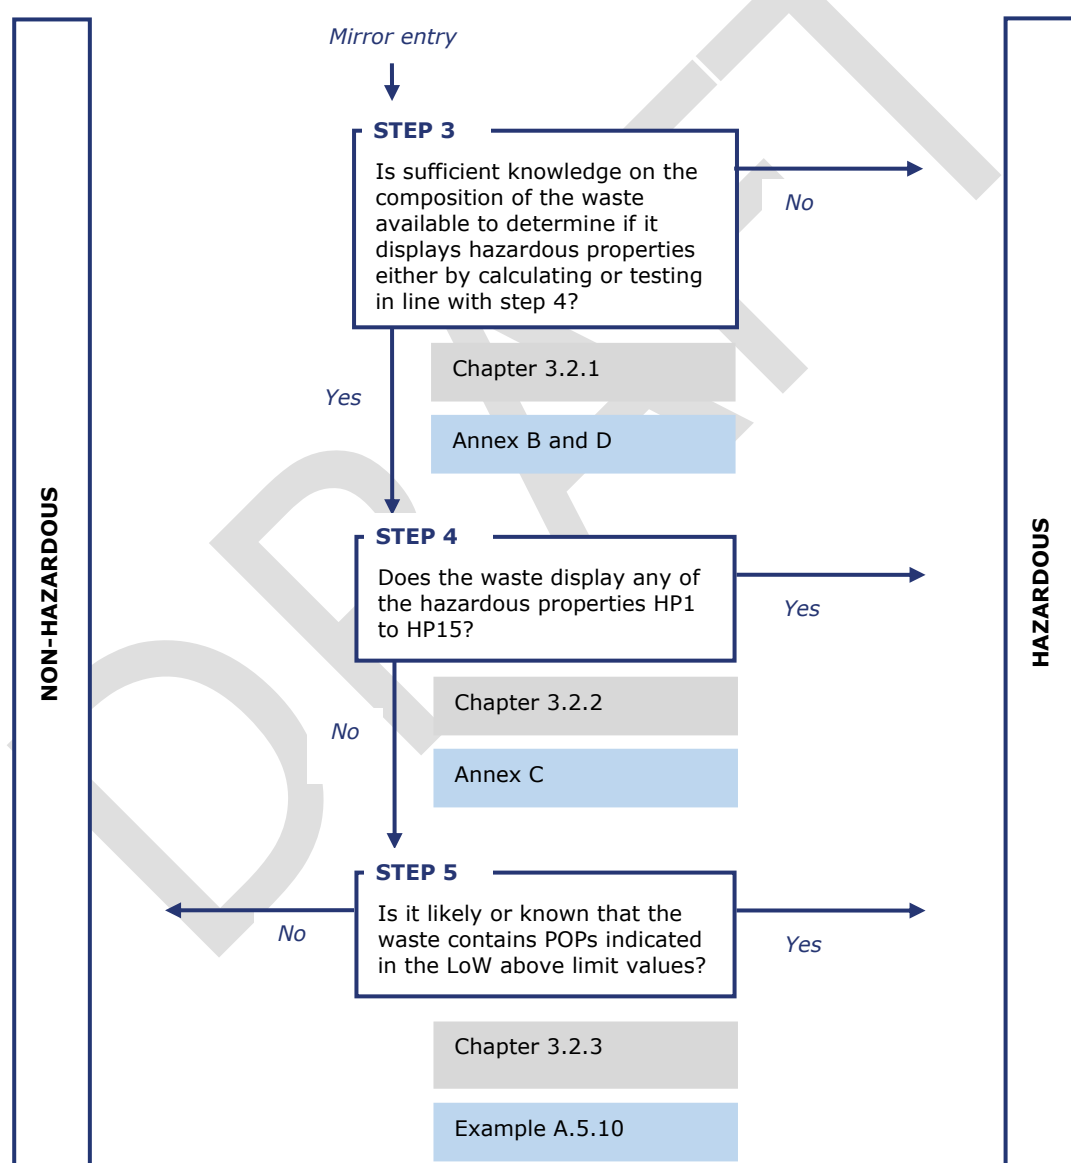 Mirror entry
STEP 3
Is sufficient knowledge on the
composition of the waste
available to determine if it
displays hazardous properties
either by calculating or testing
in line with step 4?
No
Chapter 3.2.1
Yes
Annex B and D
STEP 4
Does the waste display any of
the hazardous properties HP1
to HP15?
Yes
Chapter 3.2.2
No
Annex C
STEP 5
Is it likely or known that the
waste contains POPs indicated
in the LoW above limit values?
No
Yes
Chapter 3.2.3
Example A.5.10
NON-HAZARDOUS
HAZARDOUS
DRAFT